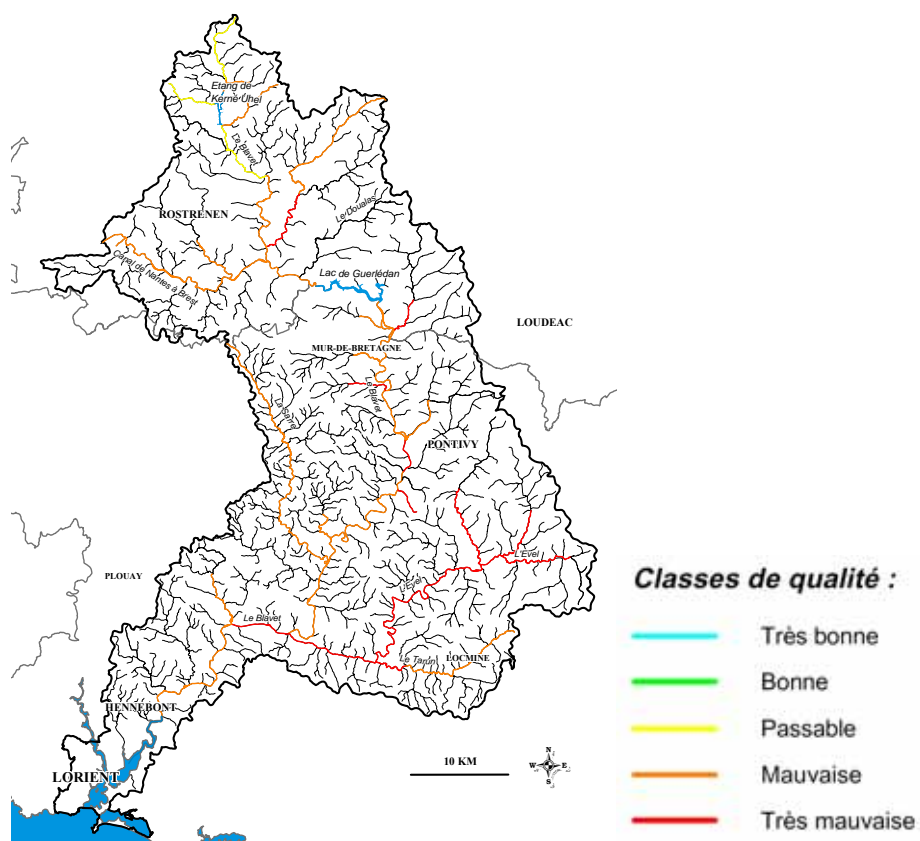 Etang de
Kerne Uhel
Le Blavet
ROSTRENEN
Le Doualas
Canal de Nantes à Brest
Lac de Guerlédan
LOUDEAC
MUR-DE-BRETAGNE
Le Blavet
La Sarre
PONTIVY
L'Evel
L'Evel
PLOUAY
Le Blavet
Le Tarun
LOCMINE
HENNEBONT
LORIENT
10 KM
N
W E
S
Classes de qualité :
Très bonne
Bonne
Passable
Mauvaise
Très mauvaise